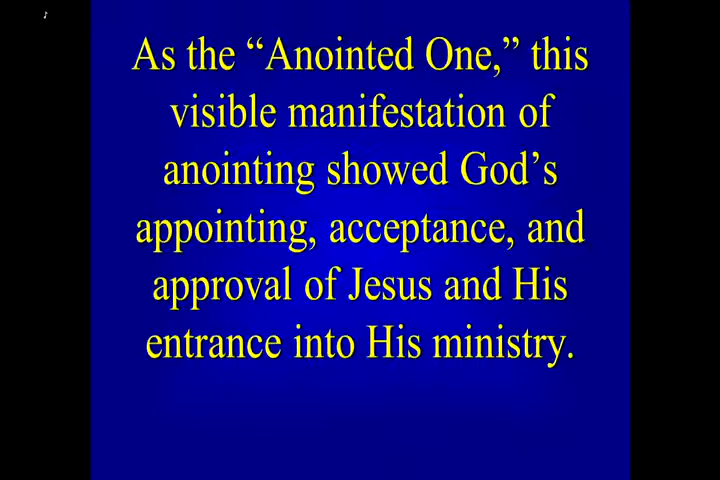 As the “Anointed One,” this
visible manifestation of
anointing showed God’s
appointing, acceptance, and
approval of Jesus and His
entrance into His ministry.